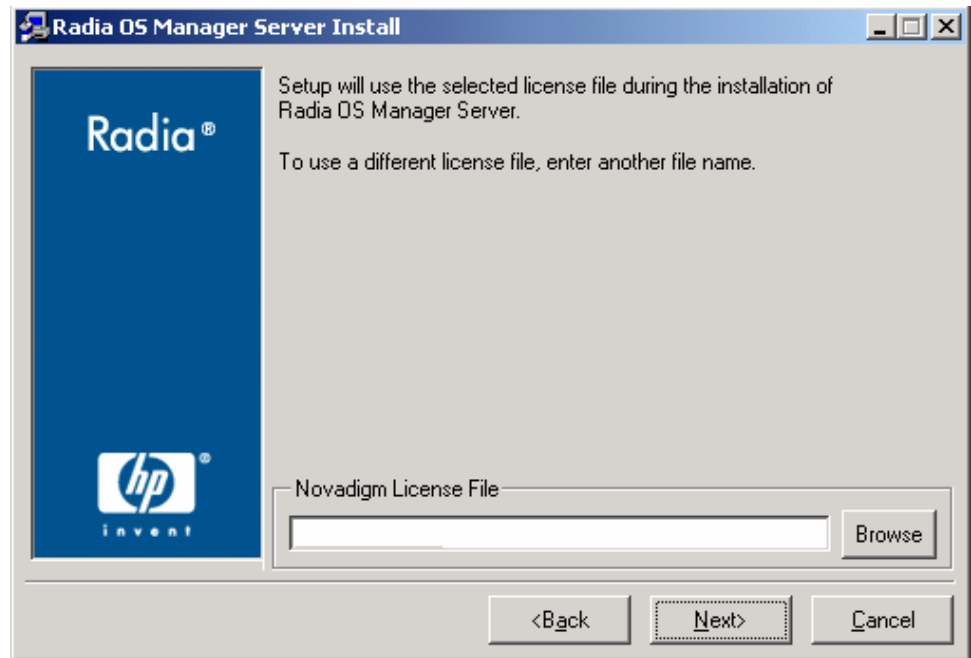 Radia OS Manager Server Install
Radia®
Setup will use the selected license file during the installation of
Radia OS Manager Server.
To use a different license file, enter another file name.
hp®
invent
Novadigm License File
Browse
<Back
Next>
Cancel